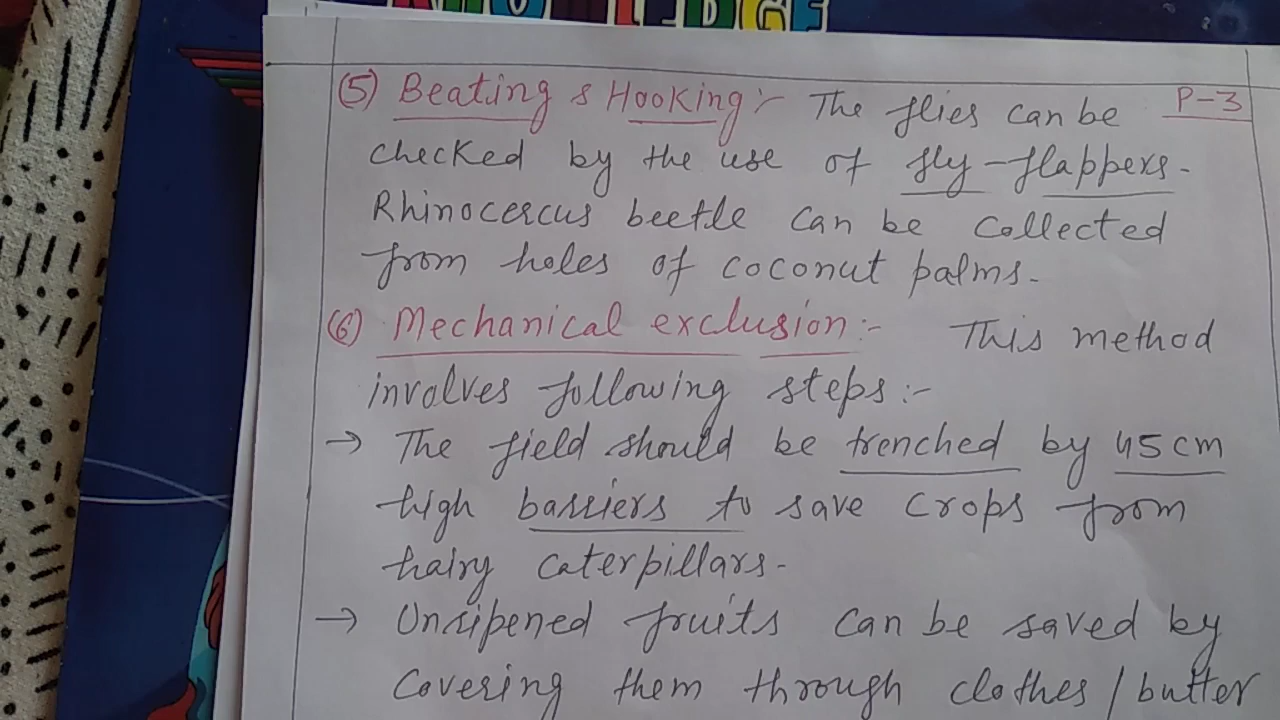 KNOWLEDGE
(5) Beating & Hooking:- The flies can be P-3
checked by the use of fly-flappers.
Rhinocercus beetle can be collected
from holes of coconut palms.
(6) Mechanical exclusion:- This method
involves following steps:-
→ The field should be trenched by 45cm
high barriers to save crops from
hairy caterpillars.
→ Unripened fruits can be saved by
covering them through clothes/butter